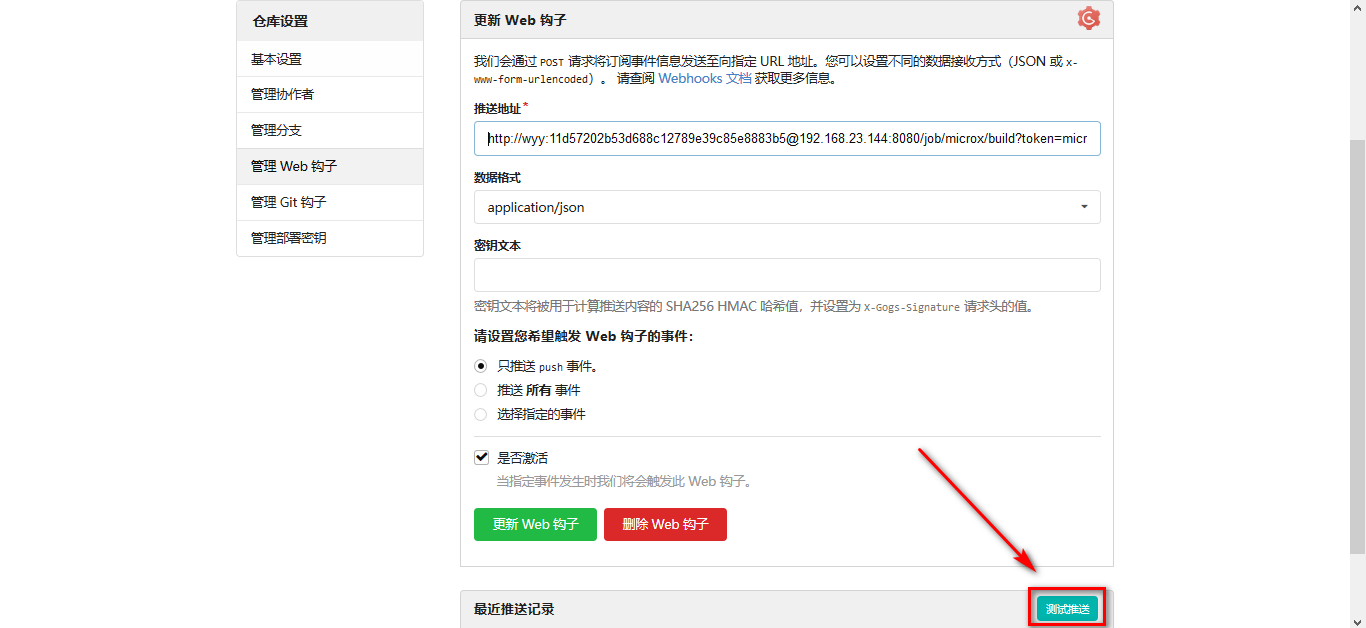 仓库设置
基本设置
管理协作者
管理分支
管理 Web 钩子
管理 Git 钩子
管理部署密钥
更新 Web 钩子
我们会通过 POST 请求将订阅事件信息发送至向指定 URL 地址。您可以设置不同的数据接收方式（JSON 或 x-
www-form-urlencoded）。 请查阅 Webhooks 文档 获取更多信息。
推送地址*
http://wyy:11d57202b53d688c12789e39c85e8883b5@192.168.23.144:8080/job/microx/build?token=micr
数据格式
application/json
密钥文本
密钥文本将被用于计算推送内容的 SHA256 HMAC 哈希值，并设置为 X-Gogs-Signature 请求头的值。
请设置您希望触发 Web 钩子的事件：
只推送 push 事件。
推送 所有 事件
选择指定的事件
是否激活
当指定事件发生时我们将会触发此 Web 钩子。
更新 Web 钩子
删除 Web 钩子
最近推送记录
测试推送